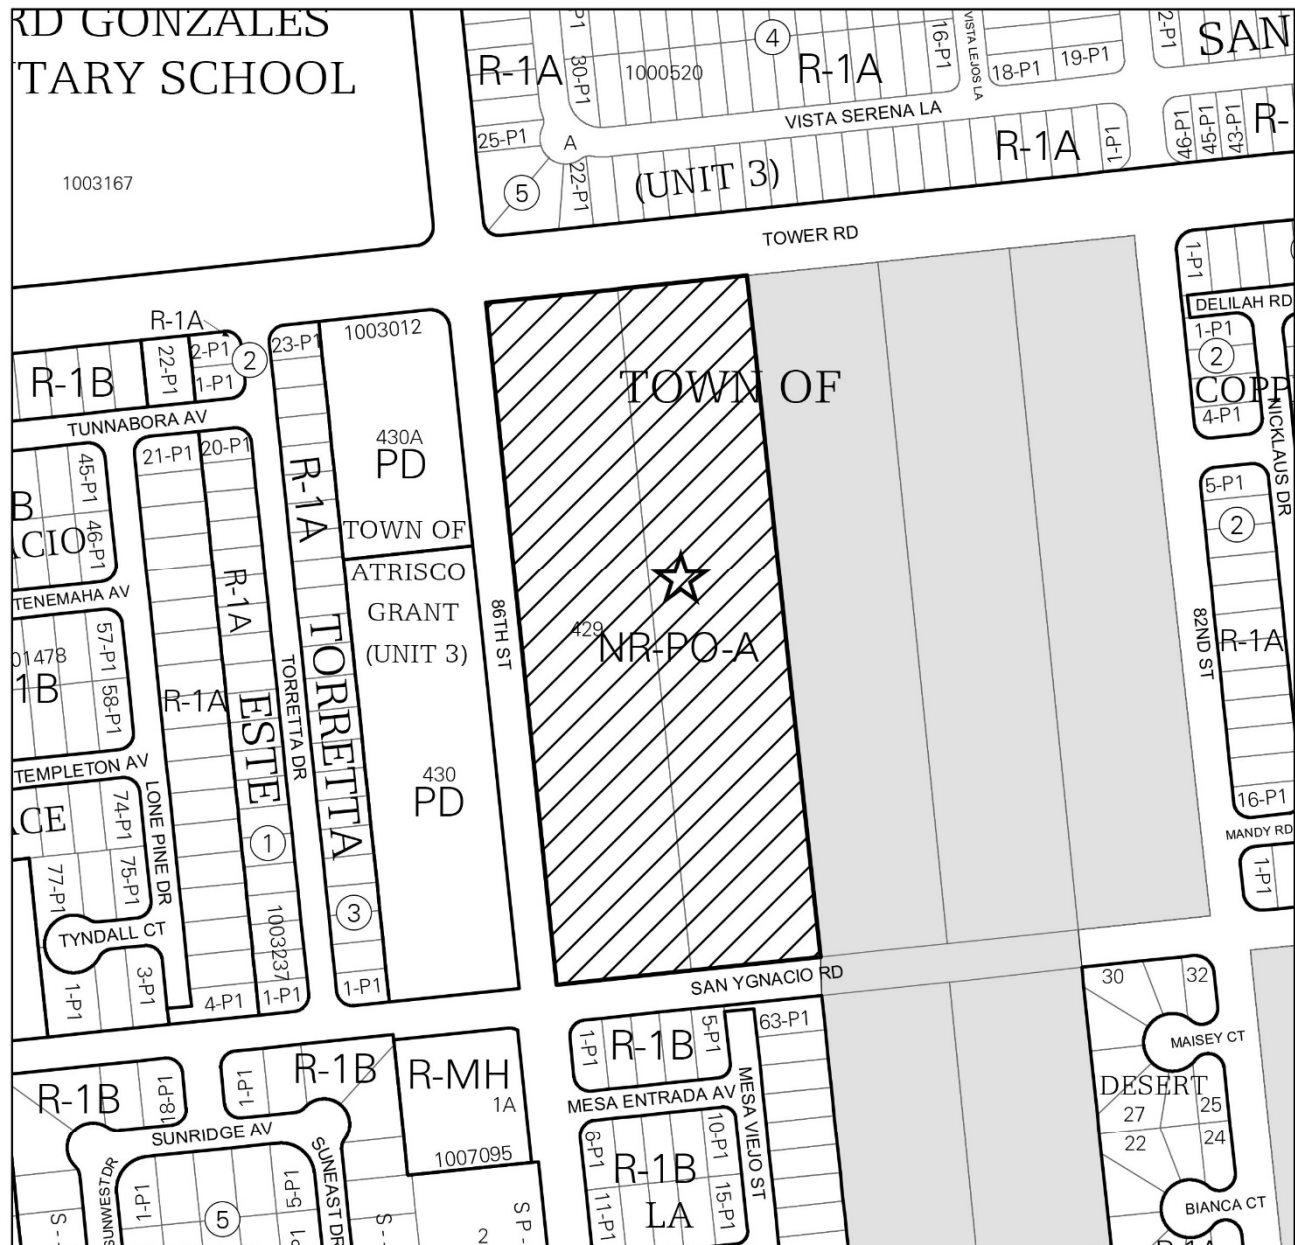 RD GONZALES
TARY SCHOOL
1003167
R-1A
P1
30-P1
4
1000520
R-1A
16-P1
VISTA LEJOS LA
18-P1
19-P1
2-P1
SAN
VISTA SERENA LA
25-P1
A
5
22-P1
(UNIT 3)
R-1A
1-P1
46-P1
45-P1
43-P1
R-
TOWER RD
1-P1
DELILAH RD
1-P1
2
COPP
4-P1
NICKLAUS DR
R-1A
R-1B
22-P1
2-P1
1-P1
2
23-P1
1003012
TUNNABORA AV
21-P1
20-P1
45-P1
46-P1
B
ACIO
R-1A
430A
PD
TOWN OF
ATRISCO
GRANT
(UNIT 3)
TOWN OF
86TH ST
429
NR-PO-A
5-P1
2
82ND ST
R-1A
16-P1
MANDY RD
1-P1
TENEMAHA AV
57-P1
58-P1
01478
1B
R-1A
R-1A
ESTE
TORRETTA DR
TORRETTA
430
PD
TEMPLETON AV
74-P1
75-P1
ACE
77-P1
LONE PINE DR
1
3
1003237
TYNDALL CT
1-P1
3-P1
4-P1
1-P1
1-P1
SAN YGNACIO RD
30
32
MAISEY CT
DESERT
27
25
22
24
BIANCA CT
R-1A
R-1B
18-P1
1-P1
R-1B
R-MH
1A
1007095
1-P1
R-1B
5-P1
63-P1
MESA ENTRADA AV
MESA VIEJO ST
SUNRIDGE AV
SUNWEST DR
SUNEAST DR
1-P1
5-P1
5
P1
S -
S -
2
S P -
6-P1
11-P1
R-1B
LA
10-P1
15-P1